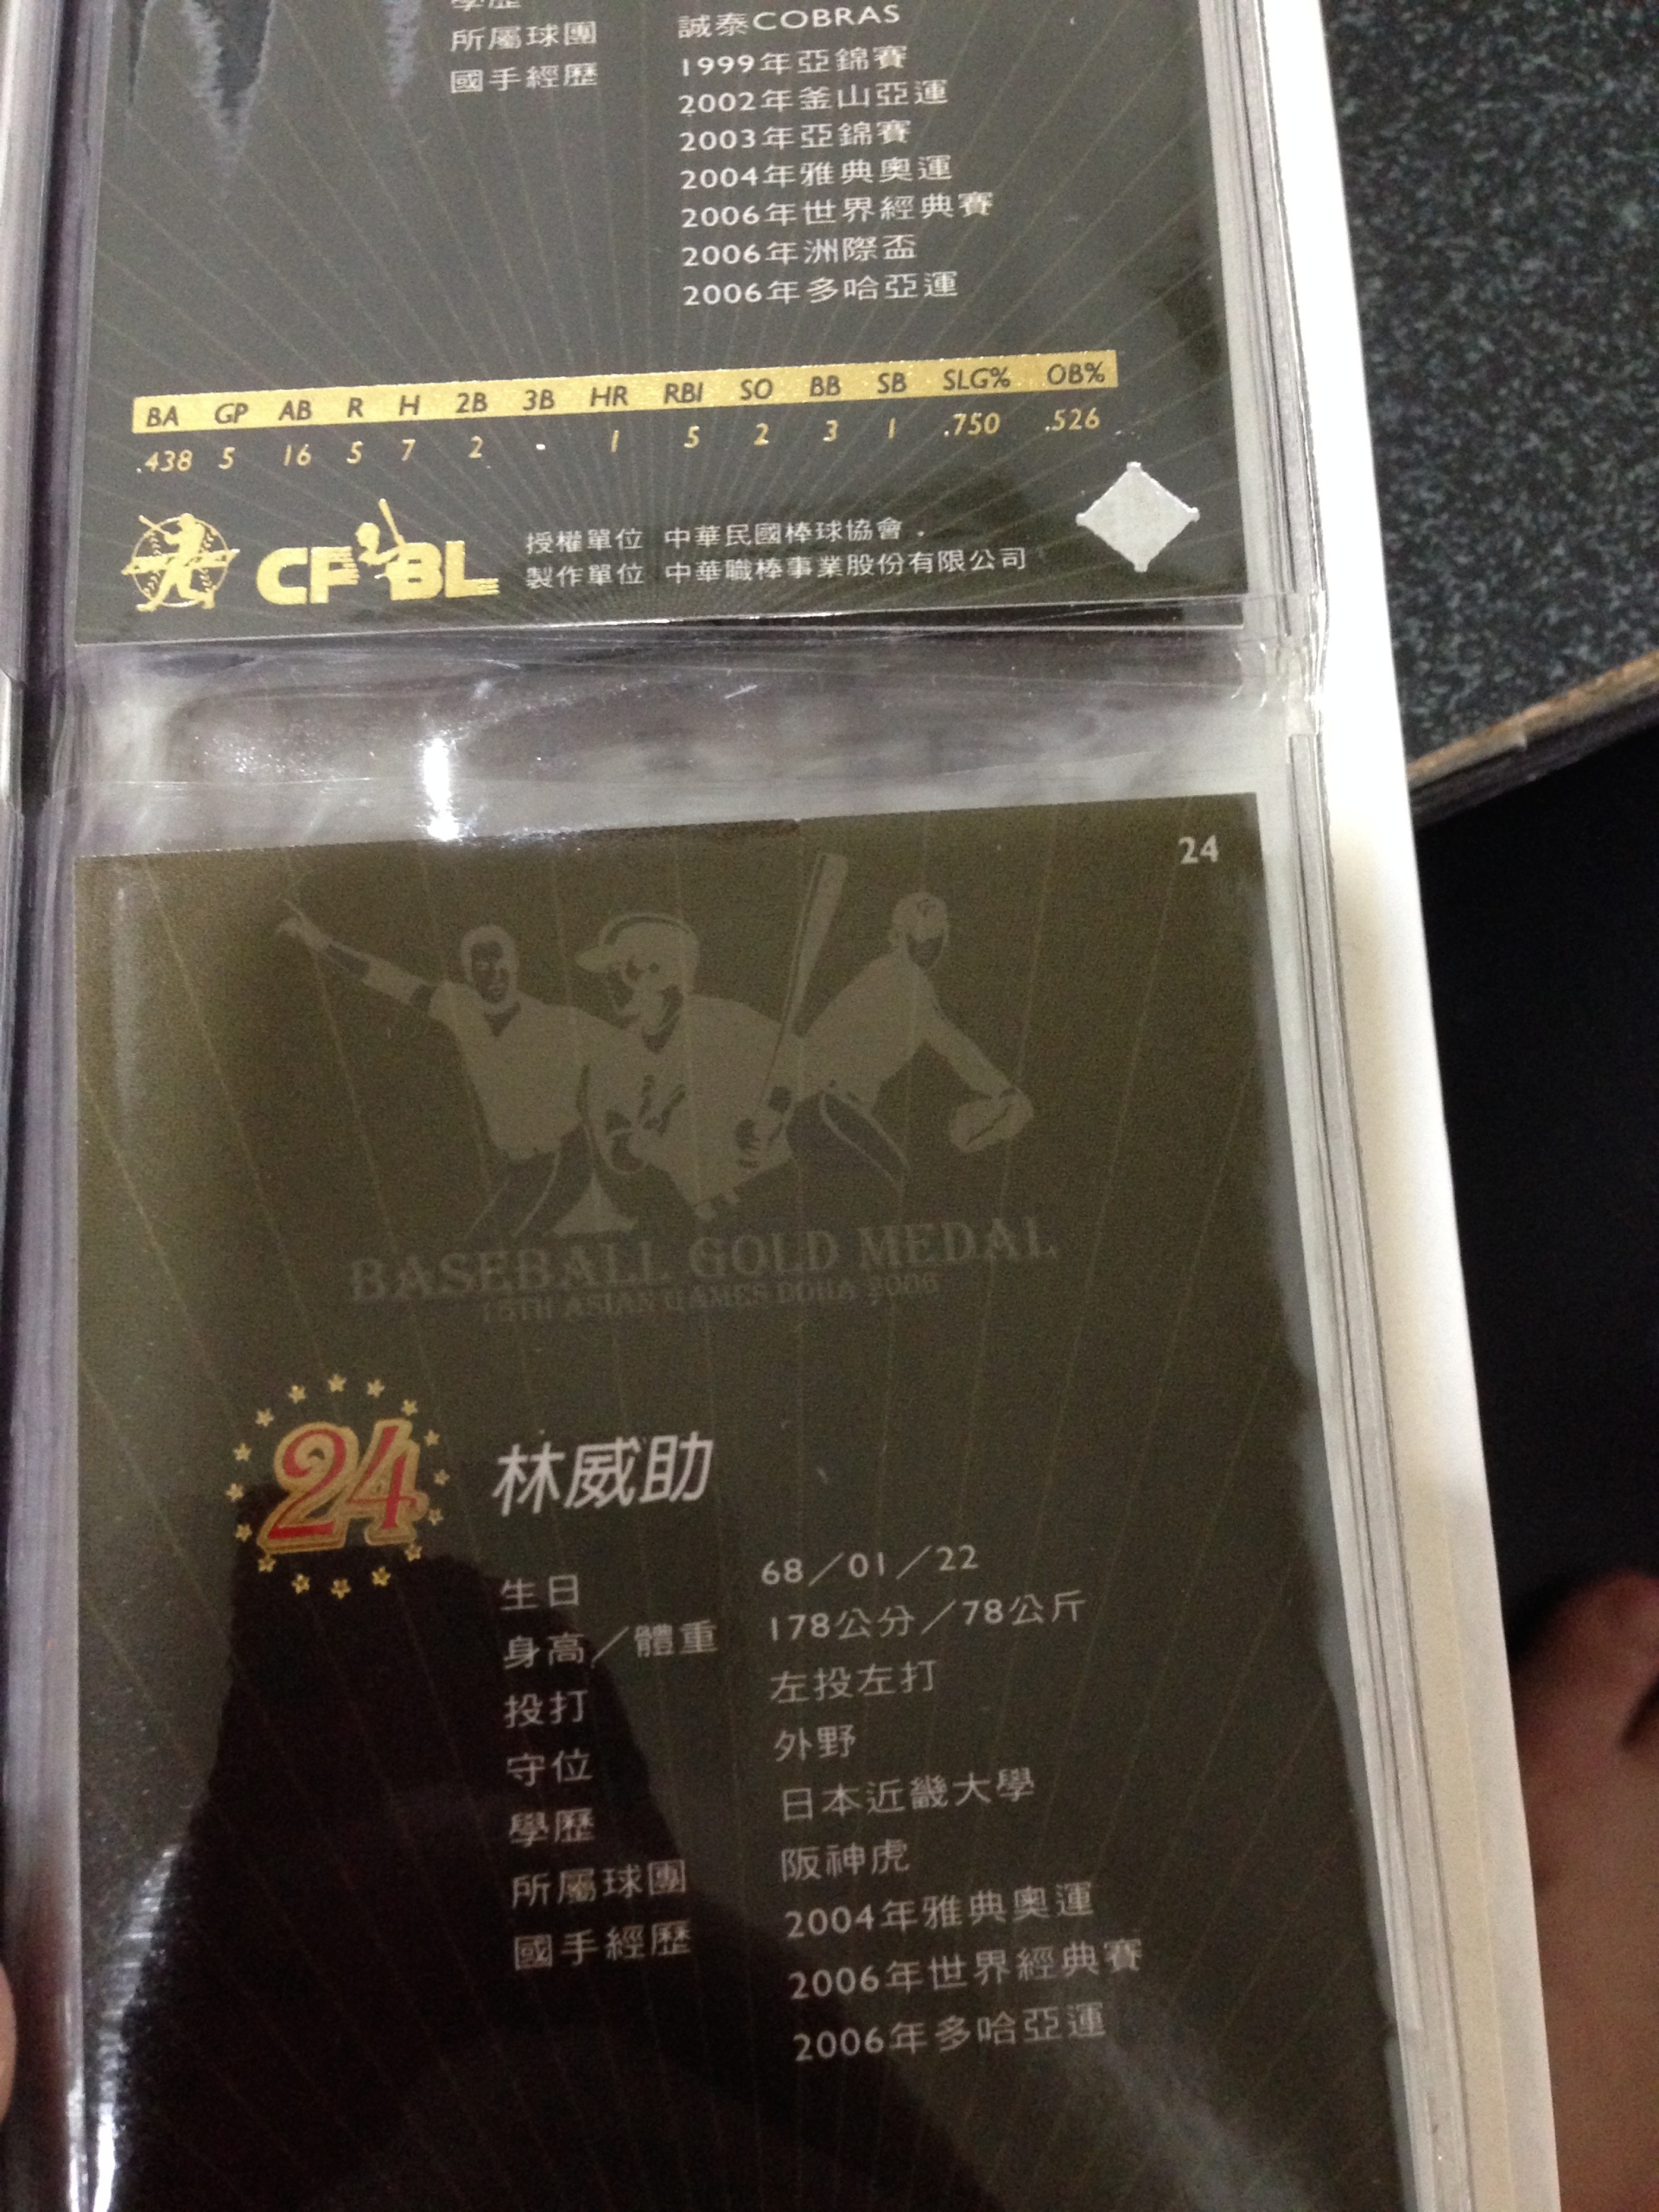 學歷
所屬球團 誠泰COBRAS
國手經歷 1999年亞錦賽
2002年釜山亞運
2003年亞錦賽
2004年雅典奧運
2006年世界經典賽
2006年洲際盃
2006年多哈亞運
BA GP AB R H 2B 3B HR RBI SO BB SB SLG% OB%
.438 5 16 5 7 2 - 1 5 2 3 1 .750 .526
CPBL
授權單位 中華民國棒球協會.
製作單位 中華職棒事業股份有限公司
24
BASEBALL GOLD MEDAL
15TH ASIAN GAMES DOHA 2006
24 林威助
生日 68/01/22
身高/體重 178公分/78公斤
投打 左投左打
守位 外野
學歷 日本近畿大學
所屬球團 阪神虎
國手經歷 2004年雅典奧運
2006年世界經典賽
2006年多哈亞運